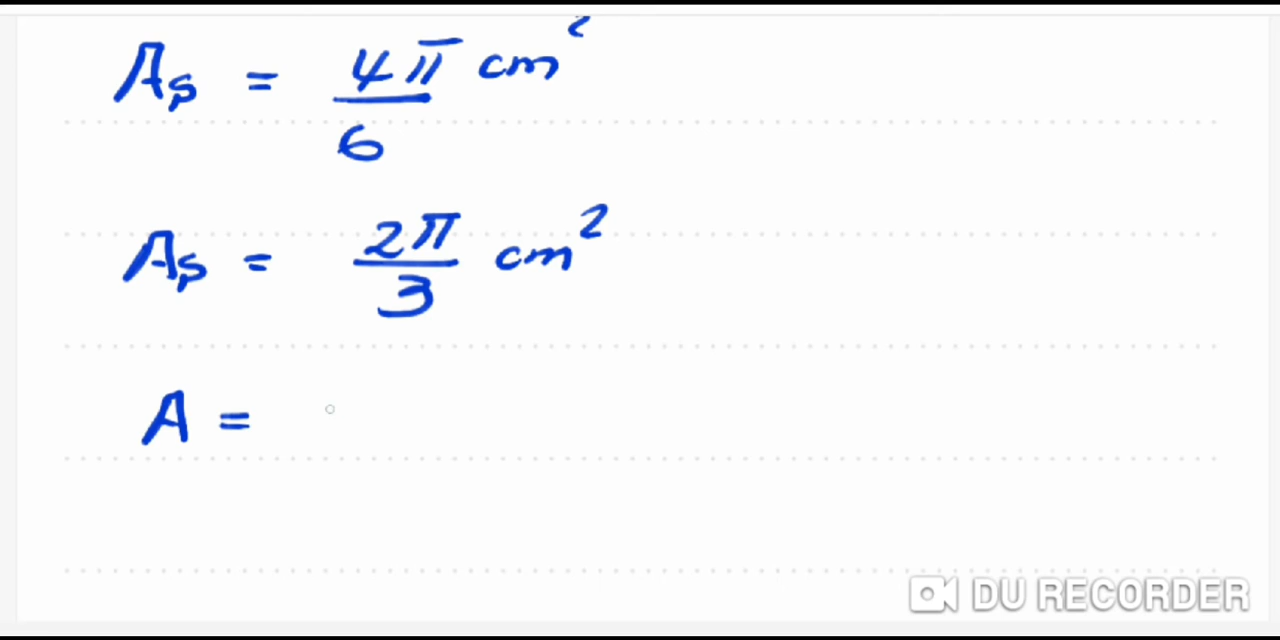 Aₛ = 4π/6 cm²
Aₛ = 2π/3 cm²
A =
DU RECORDER